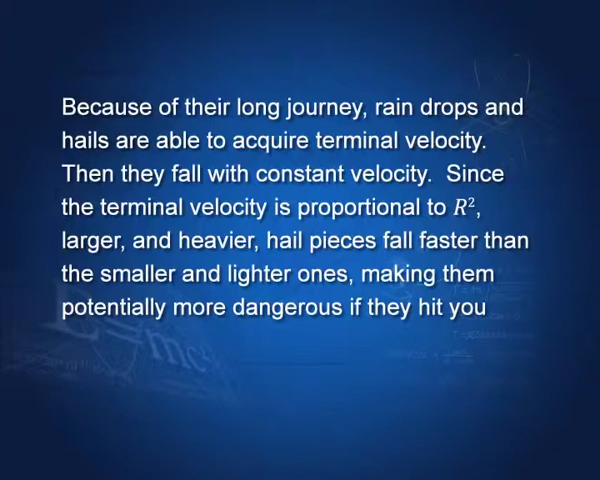 Because of their long journey, rain drops and
hails are able to acquire terminal velocity.
Then they fall with constant velocity.  Since
the terminal velocity is proportional to R²,
larger, and heavier, hail pieces fall faster than
the smaller and lighter ones, making them
potentially more dangerous if they hit you
E=mc²